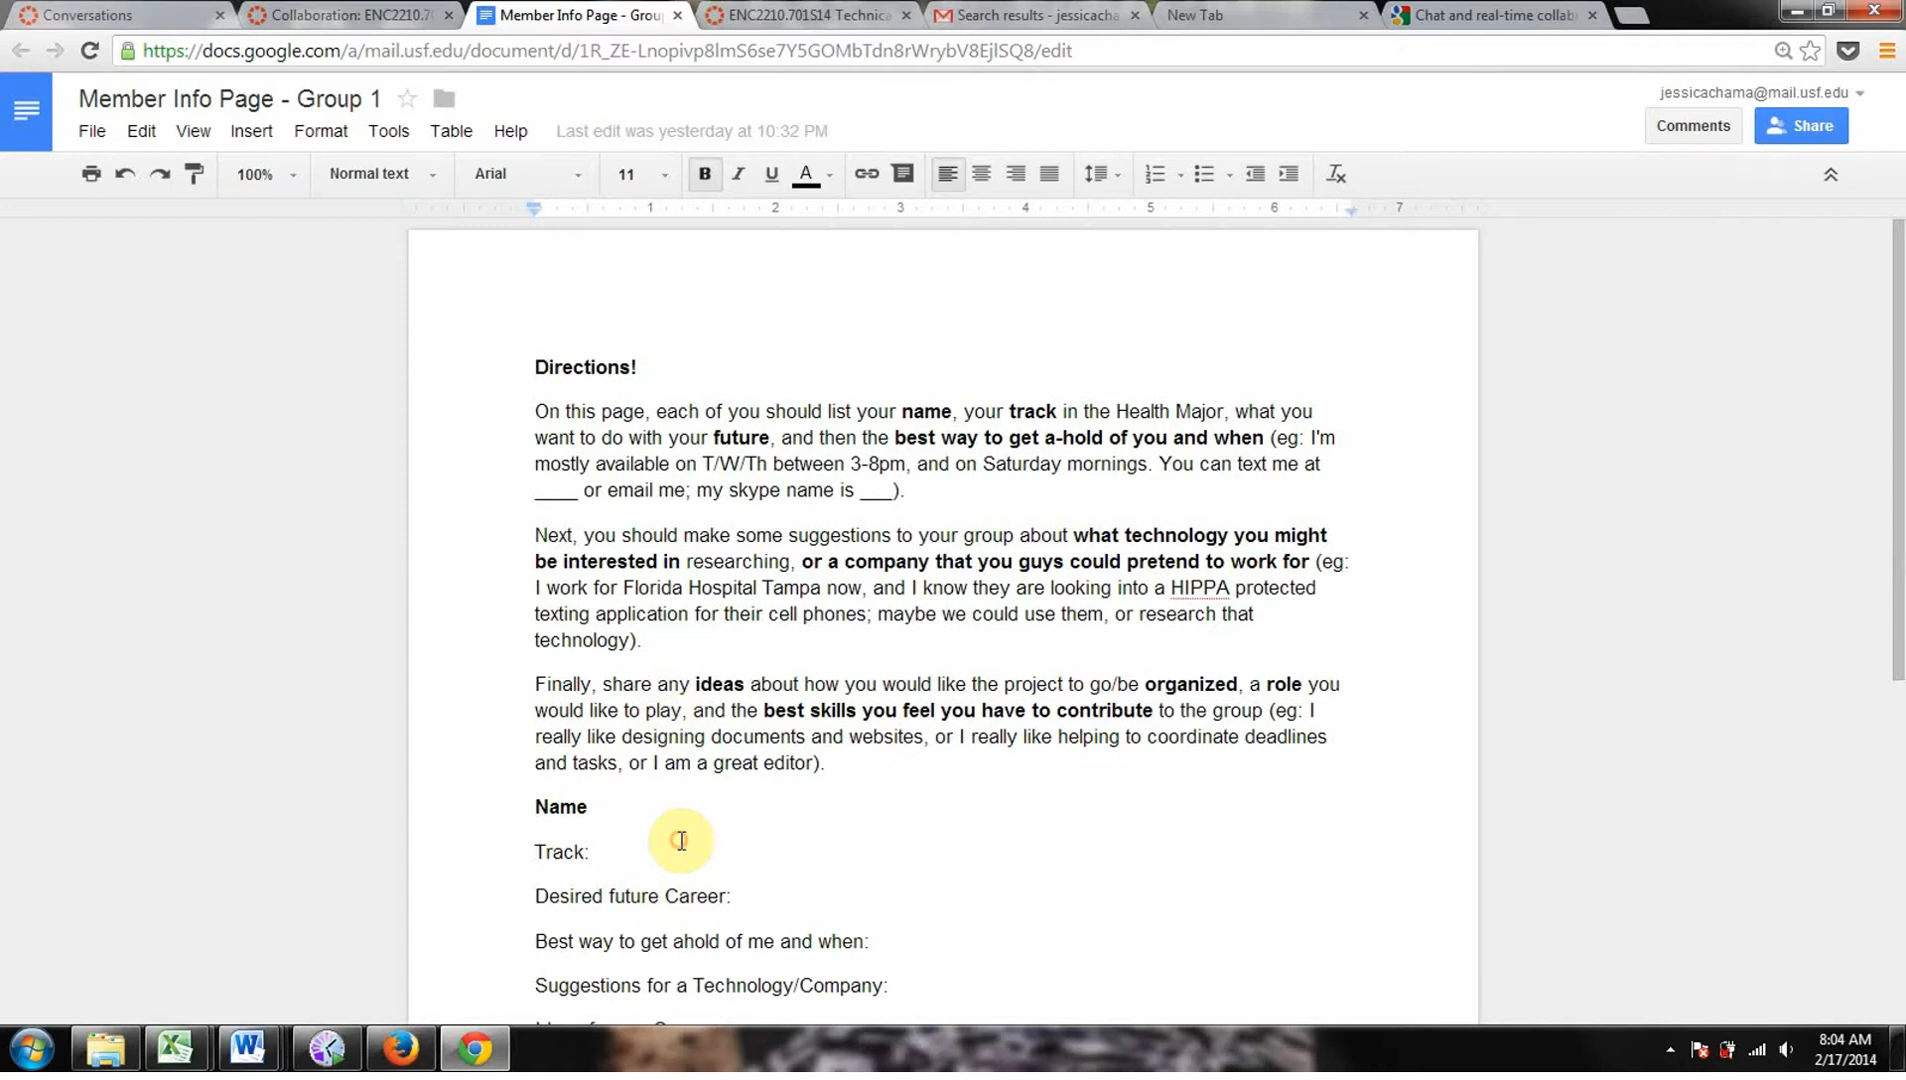 Conversations
Collaboration: ENC2210.70
Member Info Page - Grou
ENC2210.701S14 Technica
Search results - jessicacha
New Tab
Chat and real-time collab
https://docs.google.com/a/mail.usf.edu/document/d/1R_ZE-Lnopivp8lmS6se7Y5GOMbTdn8rWrybV8EjlSQ8/edit
Member Info Page - Group 1
jessicachama@mail.usf.edu
File Edit View Insert Format Tools Table Help Last edit was yesterday at 10:32 PM
Comments
Share
100% Normal text Arial 11 B I U A
1 2 3 4 5 6 7
Directions!
On this page, each of you should list your name, your track in the Health Major, what you
want to do with your future, and then the best way to get a-hold of you and when (eg: I'm
mostly available on T/W/Th between 3-8pm, and on Saturday mornings. You can text me at
____ or email me; my skype name is ___).
Next, you should make some suggestions to your group about what technology you might
be interested in researching, or a company that you guys could pretend to work for (eg:
I work for Florida Hospital Tampa now, and I know they are looking into a HIPPA protected
texting application for their cell phones; maybe we could use them, or research that
technology).
Finally, share any ideas about how you would like the project to go/be organized, a role you
would like to play, and the best skills you feel you have to contribute to the group (eg: I
really like designing documents and websites, or I really like helping to coordinate deadlines
and tasks, or I am a great editor).
Name
Track:
Desired future Career:
Best way to get ahold of me and when:
Suggestions for a Technology/Company:
8:04 AM
2/17/2014